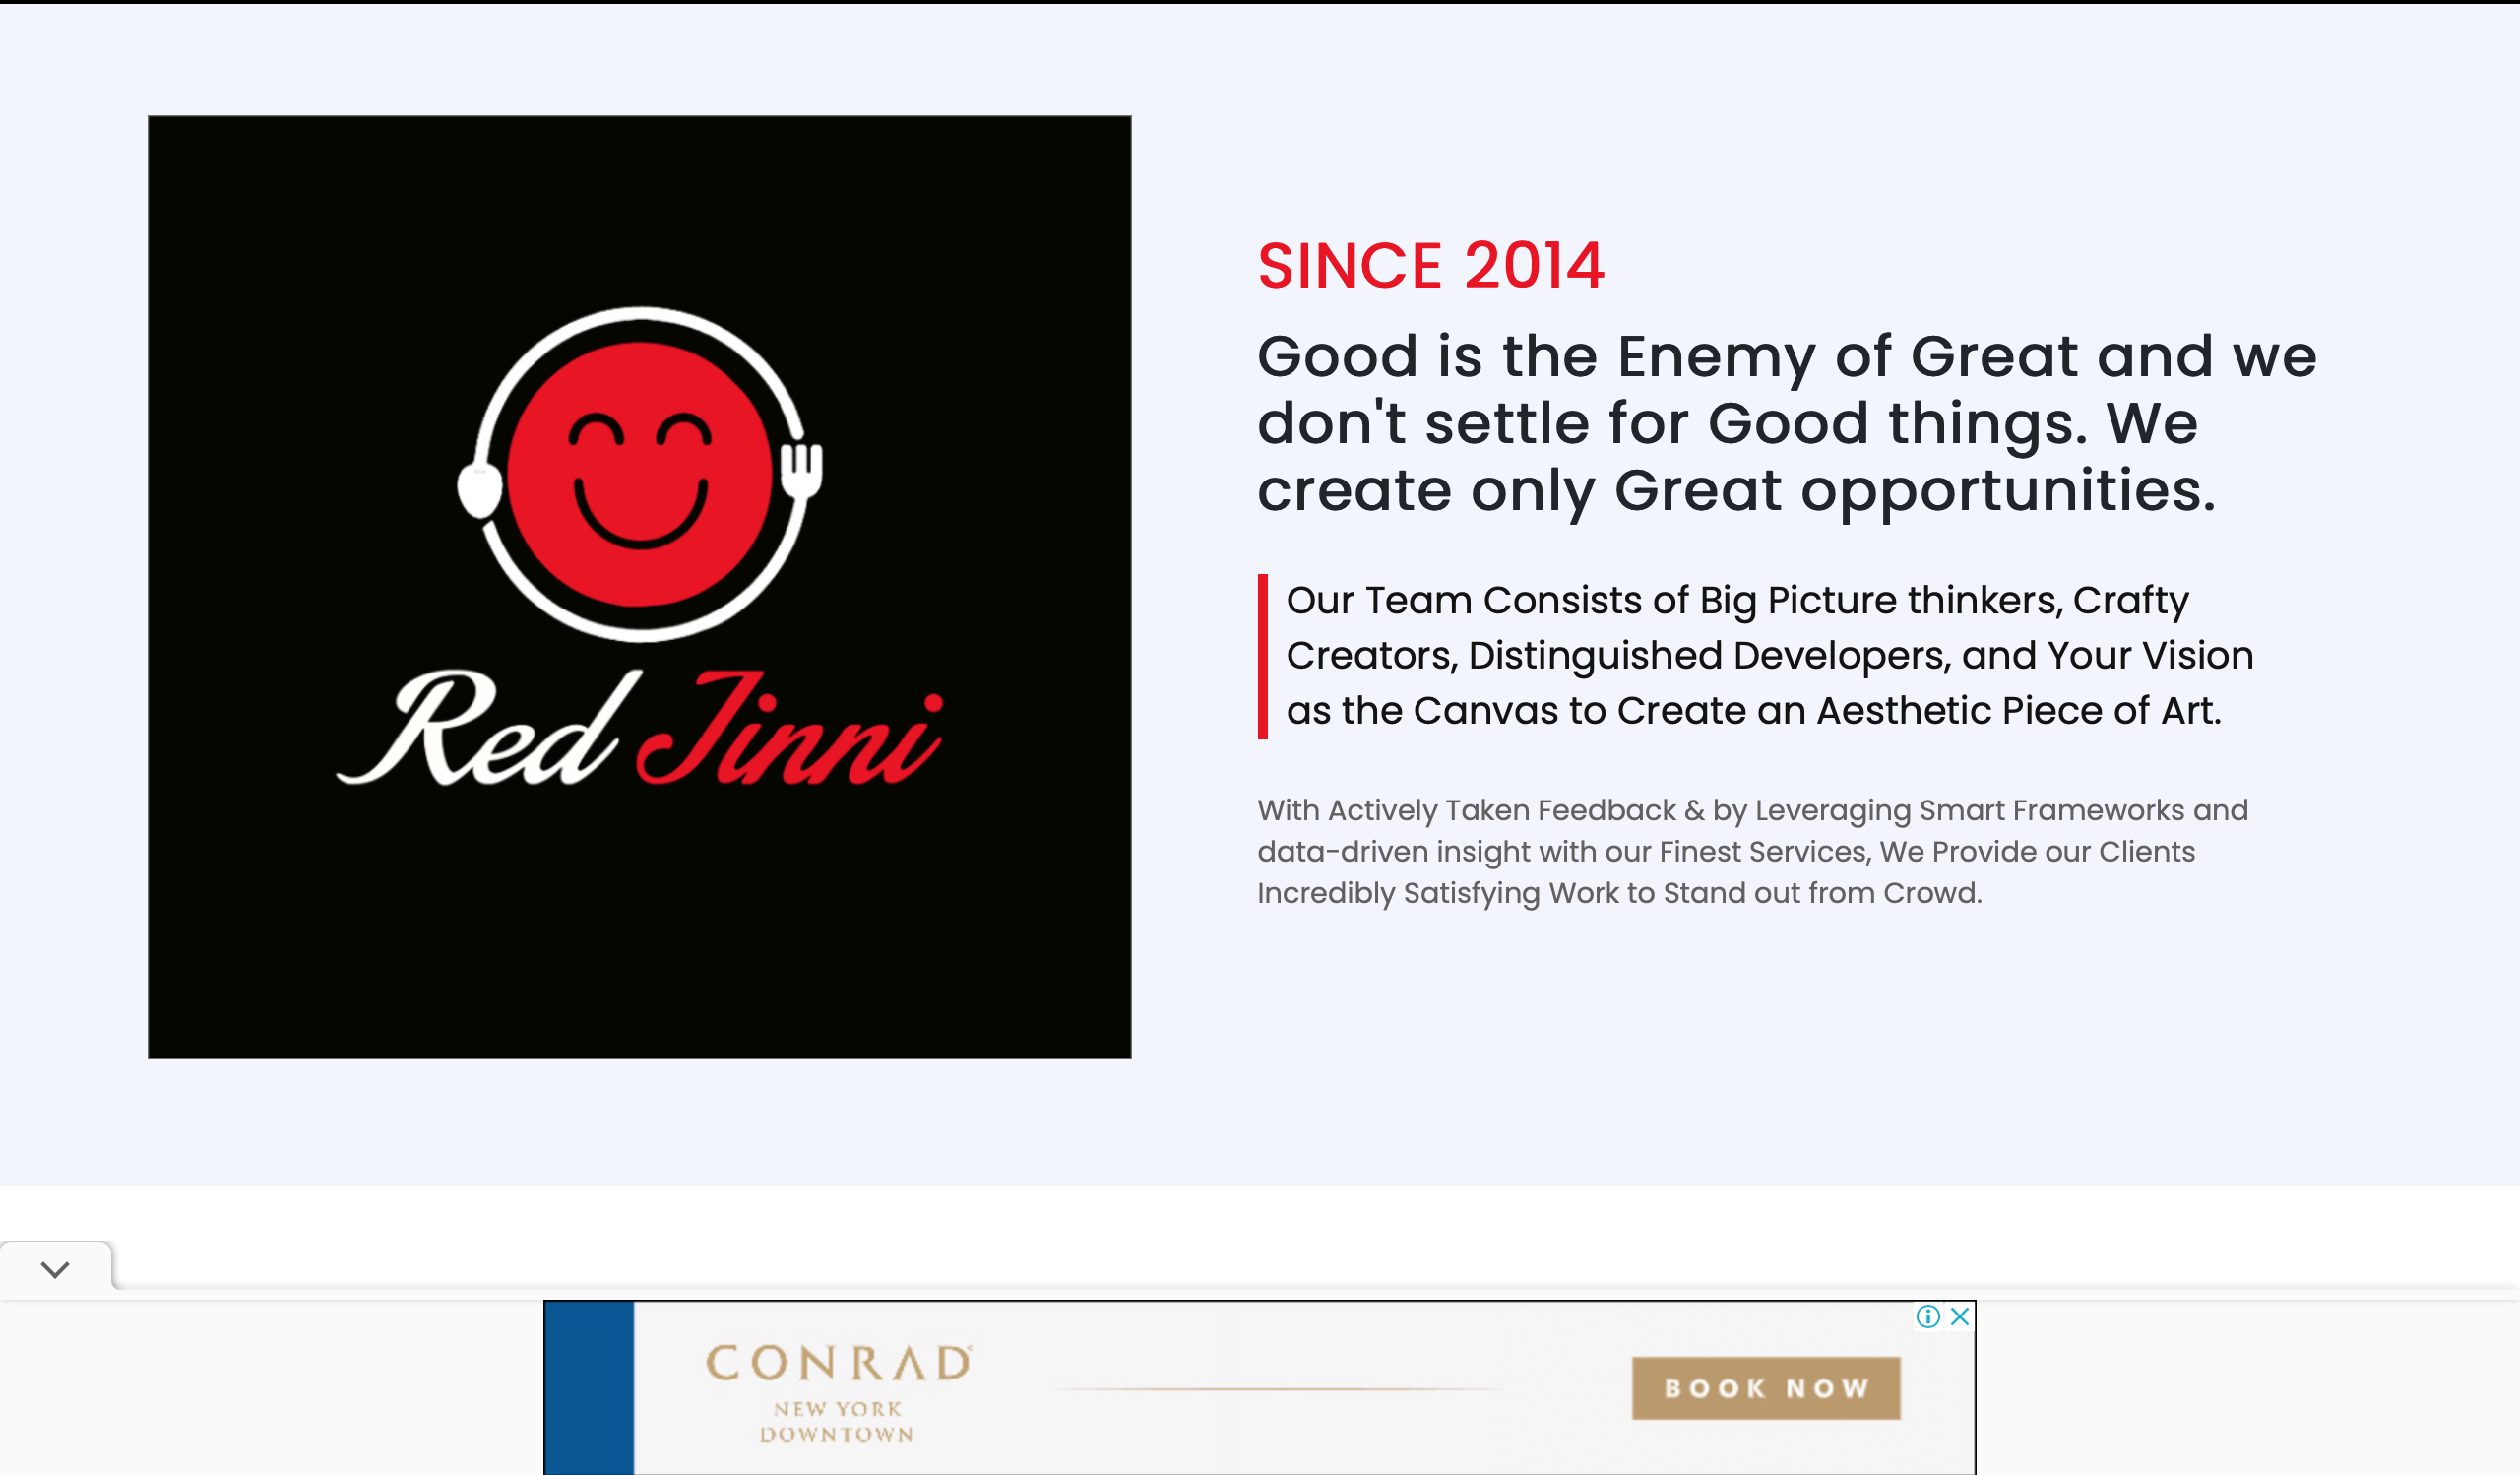 Red Jinni
SINCE 2014
Good is the Enemy of Great and we
don't settle for Good things. We
create only Great opportunities.
Our Team Consists of Big Picture thinkers, Crafty
Creators, Distinguished Developers, and Your Vision
as the Canvas to Create an Aesthetic Piece of Art.
With Actively Taken Feedback & by Leveraging Smart Frameworks and
data-driven insight with our Finest Services, We Provide our Clients
Incredibly Satisfying Work to Stand out from Crowd.
CONRAD
NEW YORK
DOWNTOWN
BOOK NOW